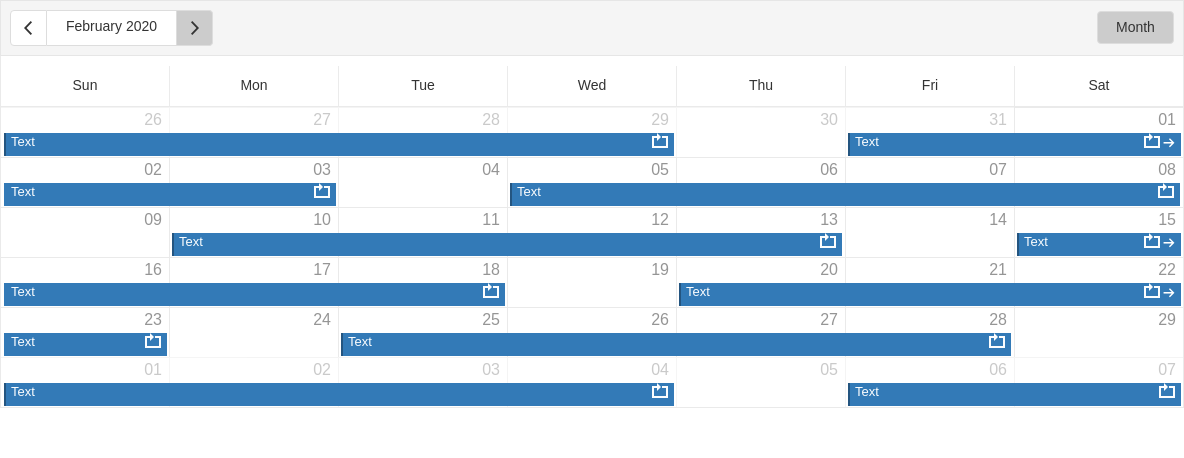 February 2020 Month
Sun Mon Tue Wed Thu Fri Sat
26 27 28 29 30 31 01
Text Text
02 03 04 05 06 07 08
Text Text
09 10 11 12 13 14 15
Text Text
16 17 18 19 20 21 22
Text Text
23 24 25 26 27 28 29
Text Text
01 02 03 04 05 06 07
Text Text